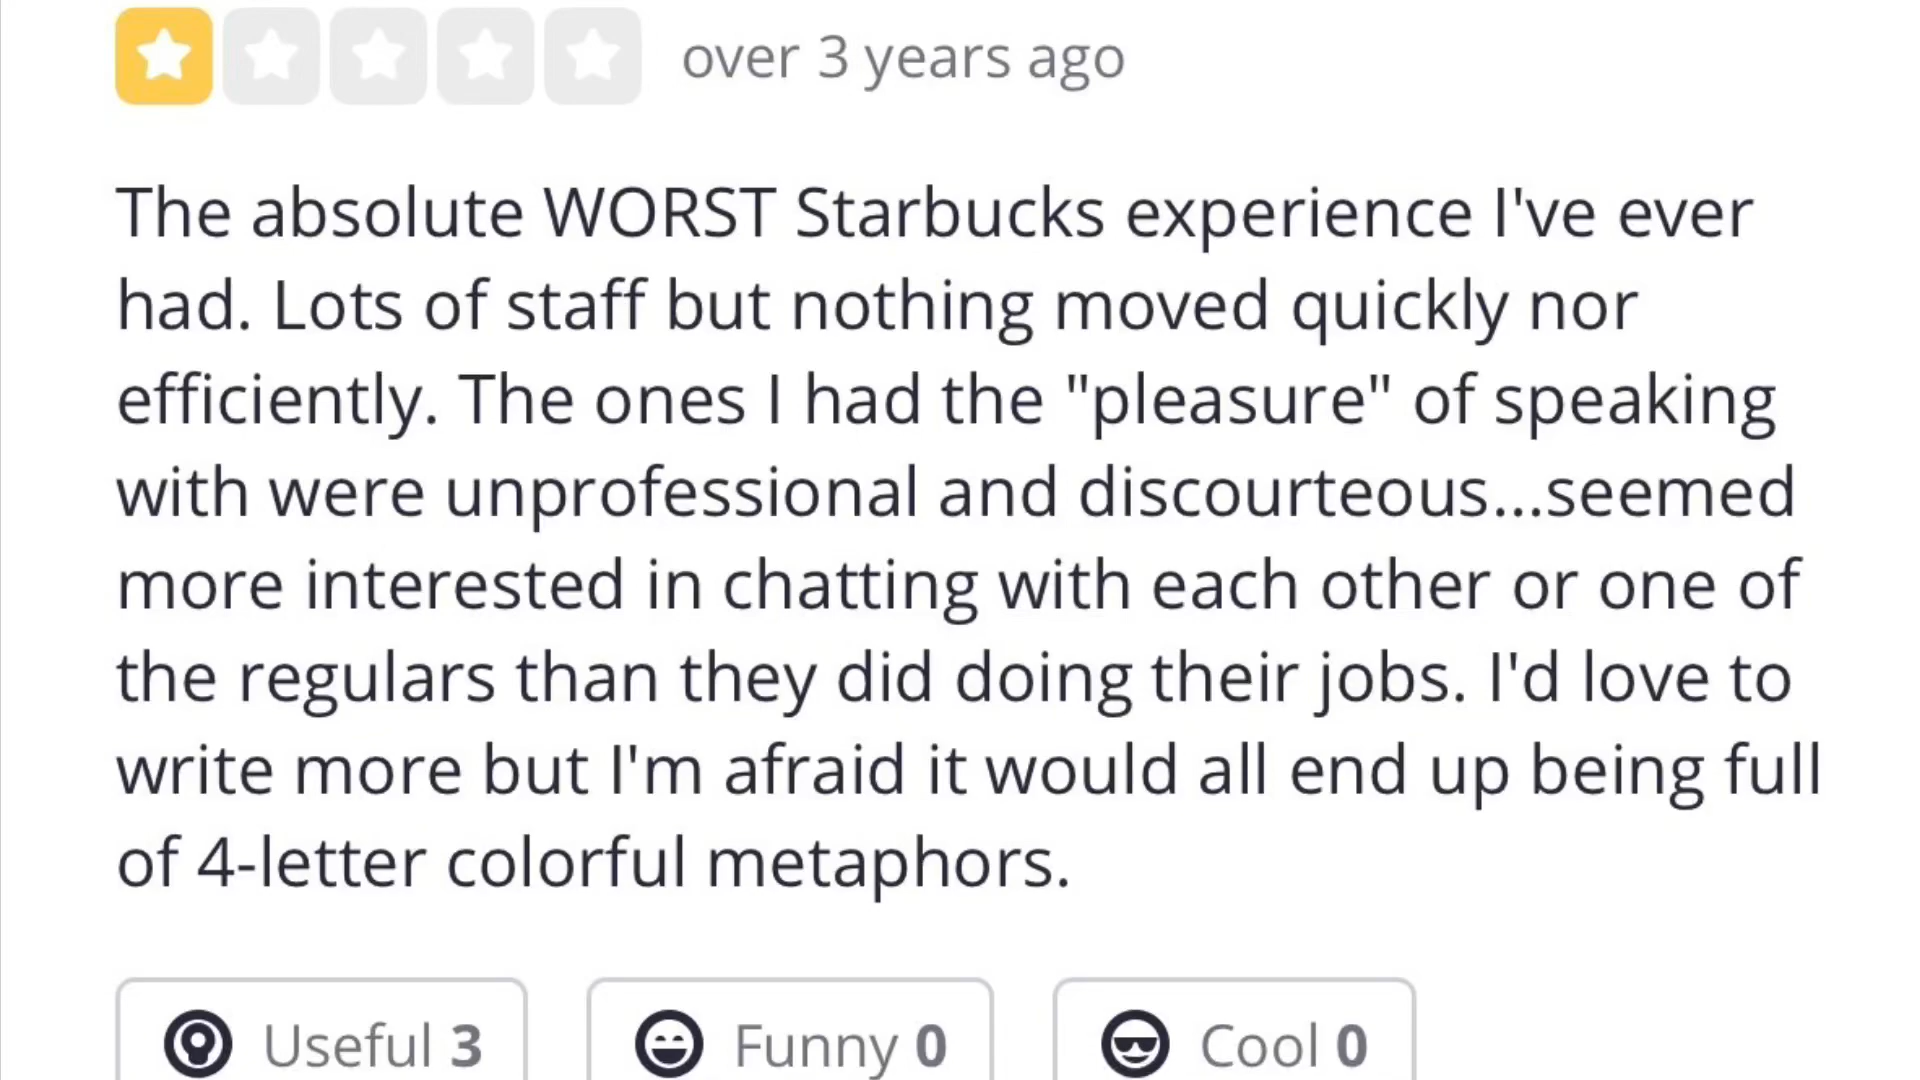 over 3 years ago
The absolute WORST Starbucks experience I've ever
had. Lots of staff but nothing moved quickly nor
efficiently. The ones I had the "pleasure" of speaking
with were unprofessional and discourteous...seemed
more interested in chatting with each other or one of
the regulars than they did doing their jobs. I'd love to
write more but I'm afraid it would all end up being full
of 4-letter colorful metaphors.
Useful 3 Funny 0 Cool 0